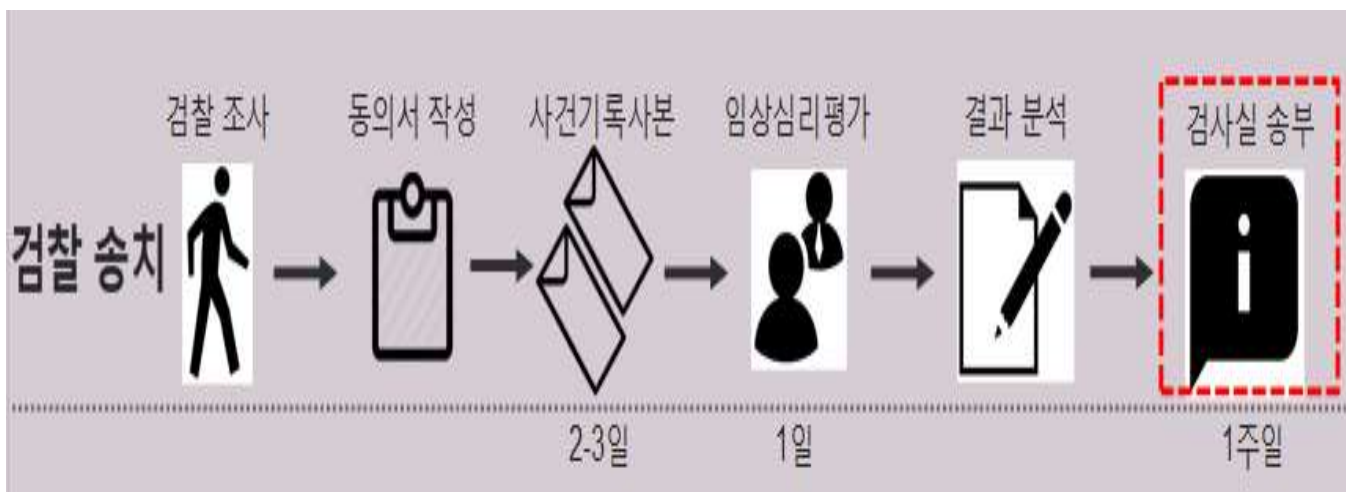 검찰 조사
동의서 작성
사건기록사본
임상심리평가
결과 분석
검사실 송부
검찰 송치
i
2-3일
1일
1주일